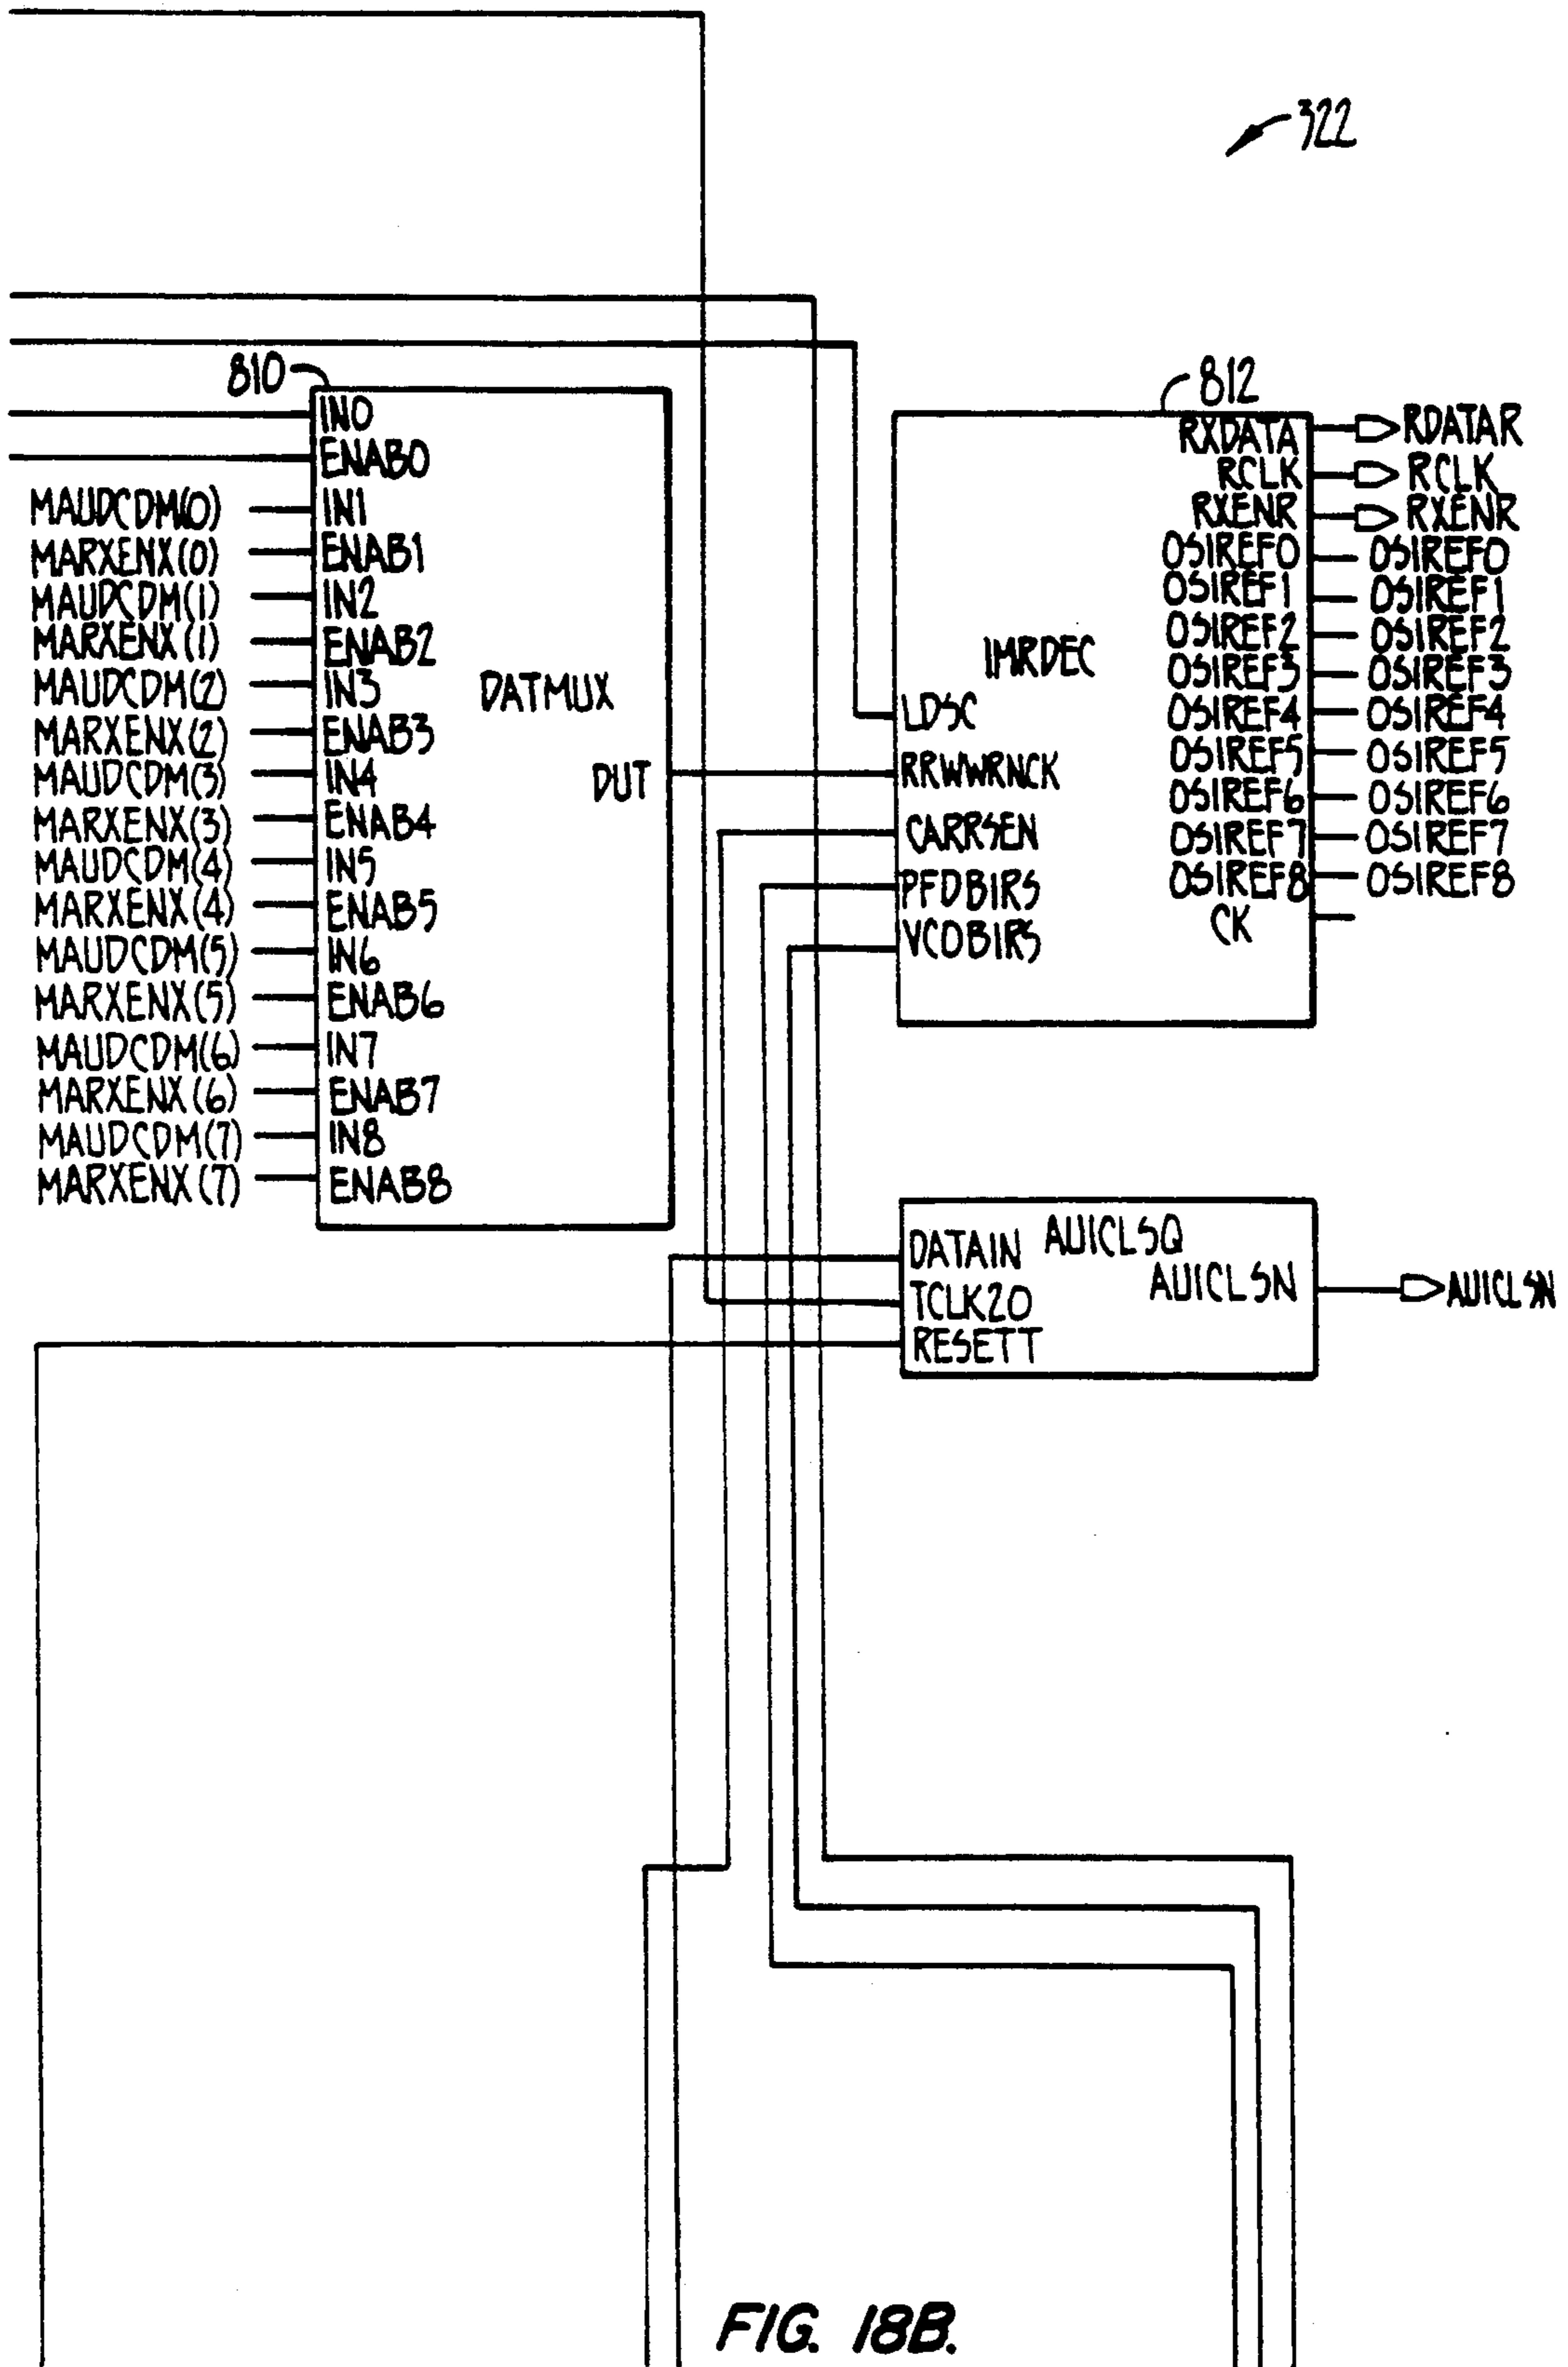 322
810
IN0
ENAB0
MAUDCDM(0) IN1
MARXENX(0) ENAB1
MAUDCDM(1) IN2
MARXENX(1) ENAB2
MAUDCDM(2) IN3
MARXENX(2) ENAB3
MAUDCDM(3) IN4
MARXENX(3) ENAB4
MAUDCDM(4) IN5
MARXENX(4) ENAB5
MAUDCDM(5) IN6
MARXENX(5) ENAB6
MAUDCDM(6) IN7
MARXENX(6) ENAB7
MAUDCDM(7) IN8
MARXENX(7) ENAB8
DATMUX
OUT
812
RXDATA RDATAR
RCLK RCLK
RXENR RXENR
OSIREF0 OSIREF0
OSIREF1 OSIREF1
OSIREF2 OSIREF2
OSIREF3 OSIREF3
OSIREF4 OSIREF4
OSIREF5 OSIREF5
OSIREF6 OSIREF6
OSIREF7 OSIREF7
OSIREF8 OSIREF8
CK
IMRDEC
LDSC
RRWWRNCK
CARRSEN
PFDBIRS
VCOBIRS
DATAIN AUICLSQ
TCLK20 AUICLSN AUICLSN
RESETT
FIG. 18B.